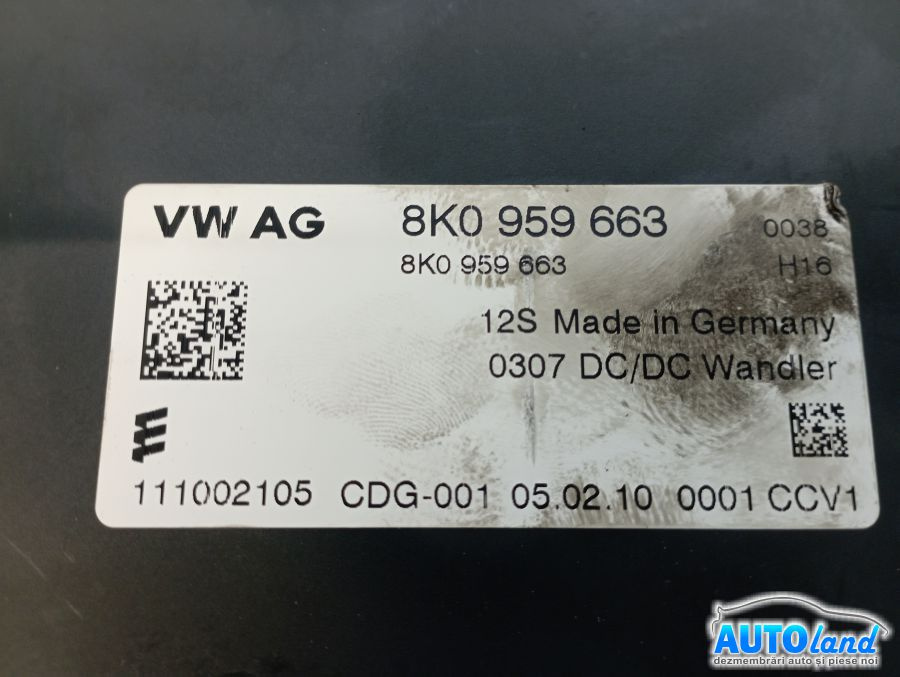 VW AG 8K0 959 663 0038
8K0 959 663 H16
12S Made in Germany
0307 DC/DC Wandler
111002105 CDG-001 05.02.10 0001 CCV1
AUTOland
dezmembrări auto și piese noi